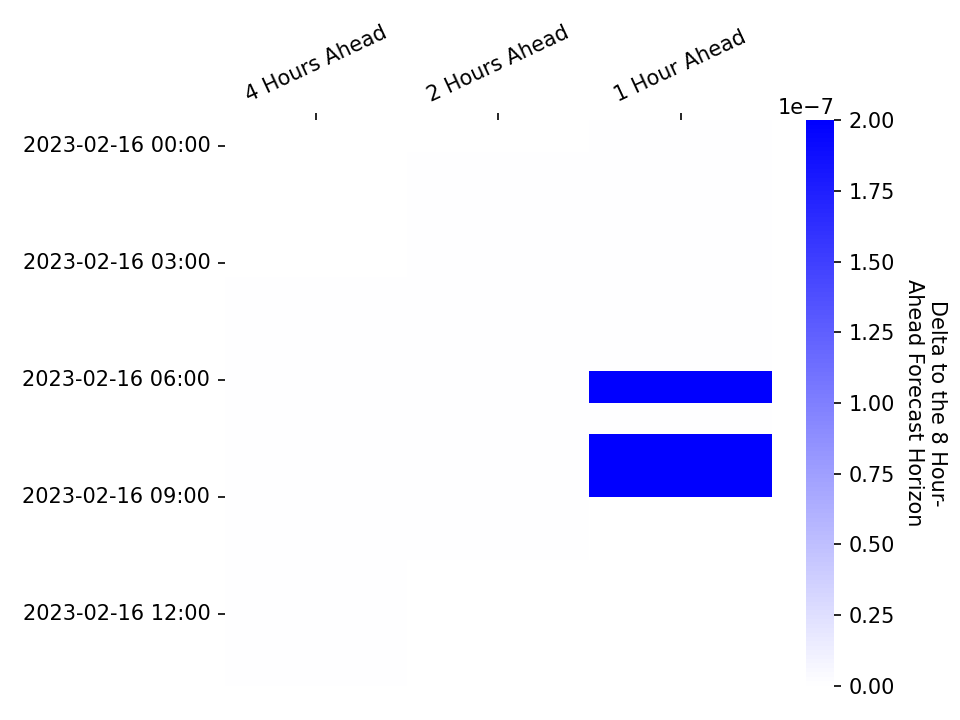 4 Hours Ahead
2 Hours Ahead
1 Hour Ahead
2023-02-16 00:00
2023-02-16 03:00
2023-02-16 06:00
2023-02-16 09:00
2023-02-16 12:00
1e−7
2.00
1.75
1.50
1.25
1.00
0.75
0.50
0.25
0.00
Delta to the 8 Hour-
Ahead Forecast Horizon